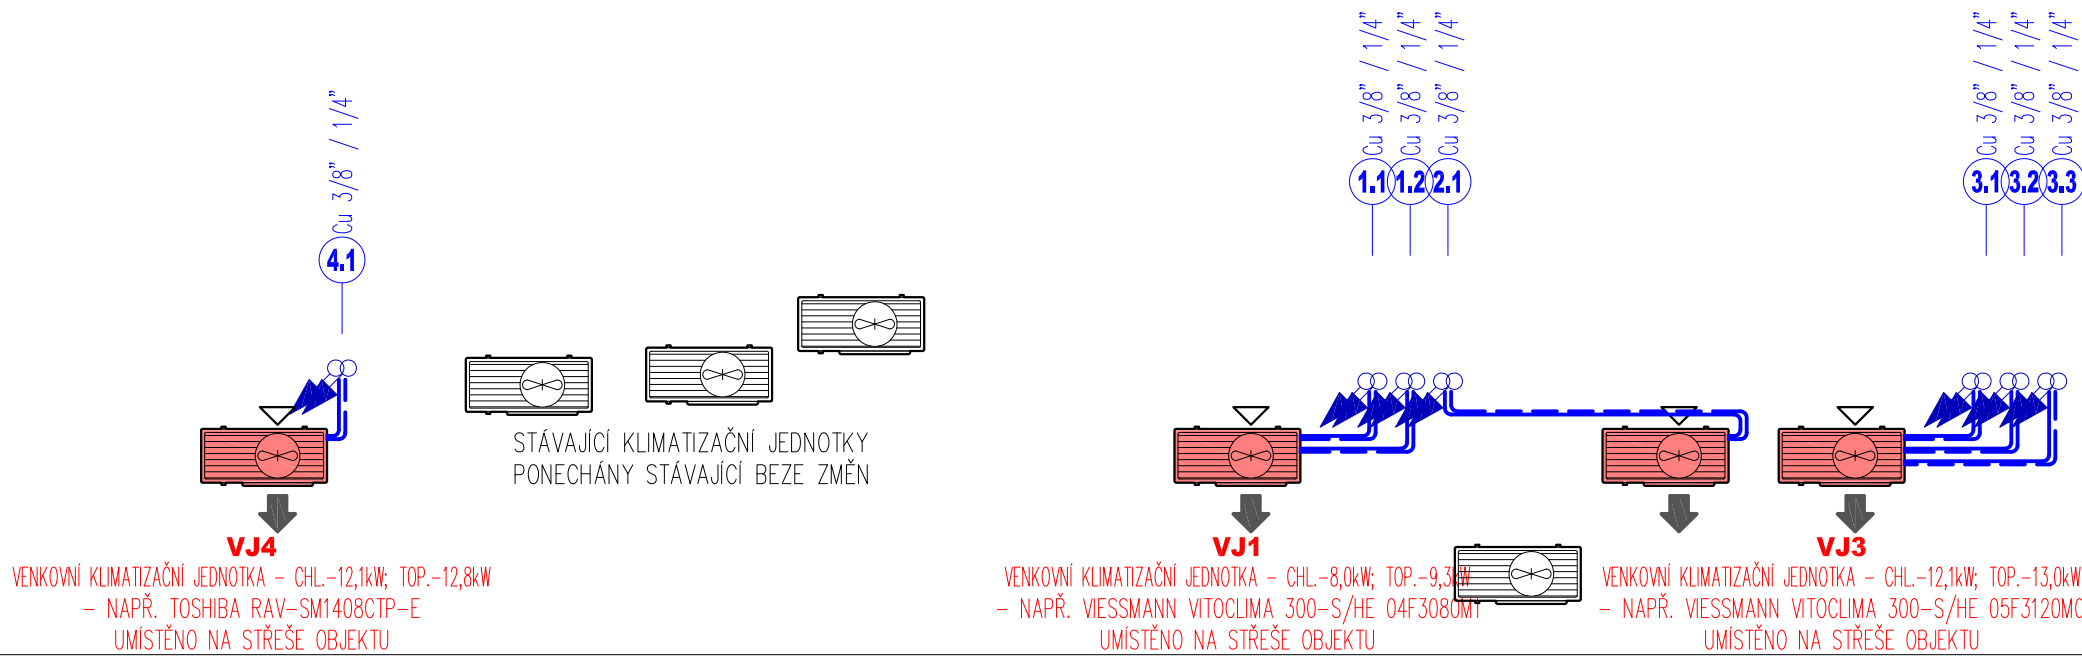 Cu 3/8" / 1/4"
4.1
STÁVAJÍCÍ KLIMATIZAČNÍ JEDNOTKY
PONECHÁNY STÁVAJÍCÍ BEZE ZMĚN
VJ4
VENKOVNÍ KLIMATIZAČNÍ JEDNOTKA – CHL.–12,1kW; TOP.–12,8kW
– NAPŘ. TOSHIBA RAV–SM1408CTP–E
UMÍSTĚNO NA STŘEŠE OBJEKTU
Cu 3/8" / 1/4"
Cu 3/8" / 1/4"
Cu 3/8" / 1/4"
1.1
1.2
2.1
VJ1
VENKOVNÍ KLIMATIZAČNÍ JEDNOTKA – CHL.–8,0kW; TOP.–9,3kW
– NAPŘ. VIESSMANN VITOCLIMA 300–S/HE 04F3080M1
UMÍSTĚNO NA STŘEŠE OBJEKTU
Cu 3/8" / 1/4"
Cu 3/8" / 1/4"
Cu 3/8" / 1/4"
3.1
3.2
3.3
VJ3
VENKOVNÍ KLIMATIZAČNÍ JEDNOTKA – CHL.–12,1kW; TOP.–13,0kW
– NAPŘ. VIESSMANN VITOCLIMA 300–S/HE
UMÍSTĚNO NA STŘEŠE OBJEKTU